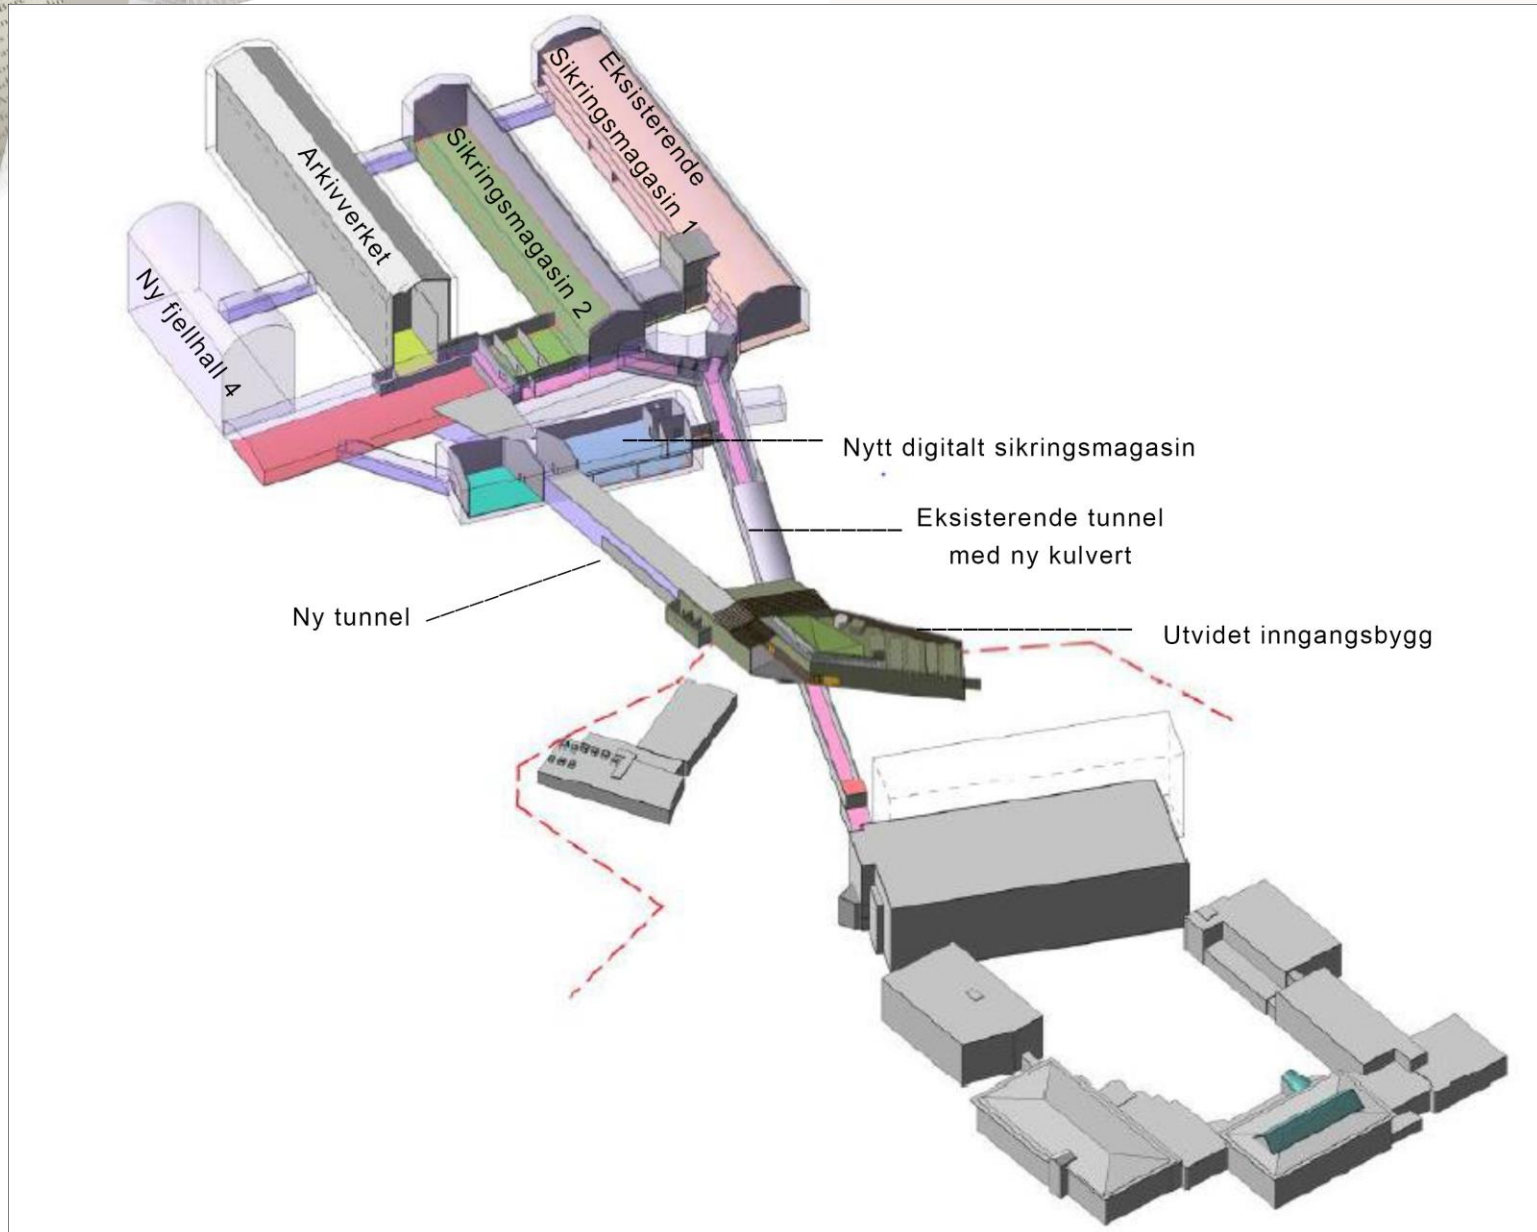 Eksisterende
Sikringsmagasin 1
Sikringsmagasin 2
Arkivverket
Ny fjellhall 4
Nytt digitalt sikringsmagasin
Eksisterende tunnel
med ny kulvert
Ny tunnel
Utvidet inngangsbygg